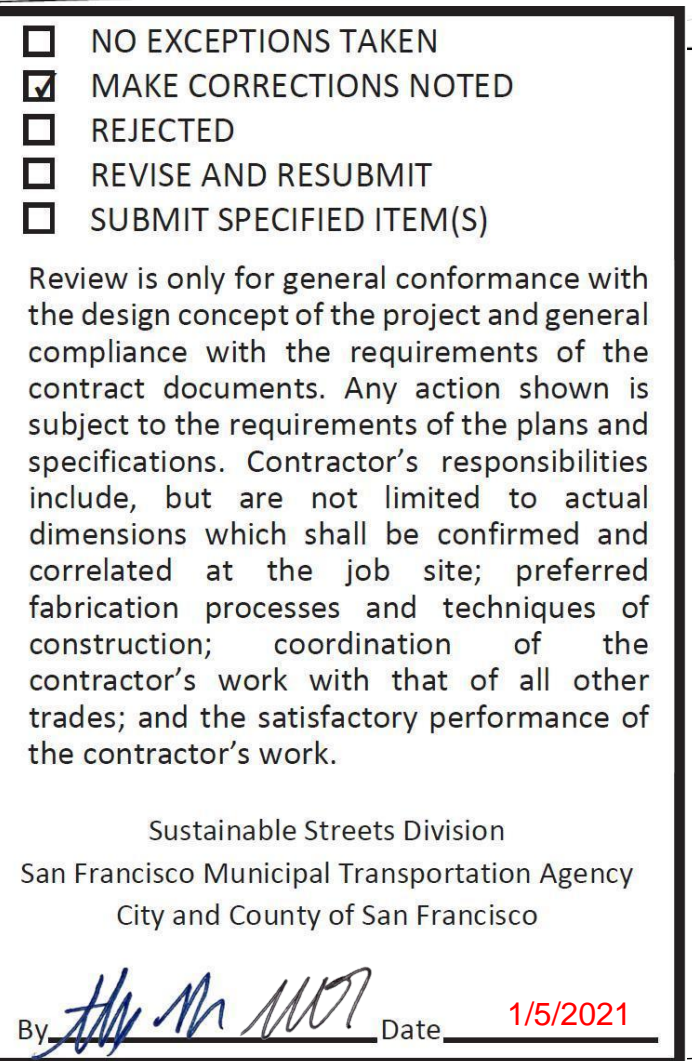 NO EXCEPTIONS TAKEN
MAKE CORRECTIONS NOTED
REJECTED
REVISE AND RESUBMIT
SUBMIT SPECIFIED ITEM(S)
Review is only for general conformance with
the design concept of the project and general
compliance with the requirements of the
contract documents. Any action shown is
subject to the requirements of the plans and
specifications. Contractor’s responsibilities
include, but are not limited to actual
dimensions which shall be confirmed and
correlated at the job site; preferred
fabrication processes and techniques of
construction; coordination of the
contractor’s work with that of all other
trades; and the satisfactory performance of
the contractor’s work.
Sustainable Streets Division
San Francisco Municipal Transportation Agency
City and County of San Francisco
By Date 1/5/2021